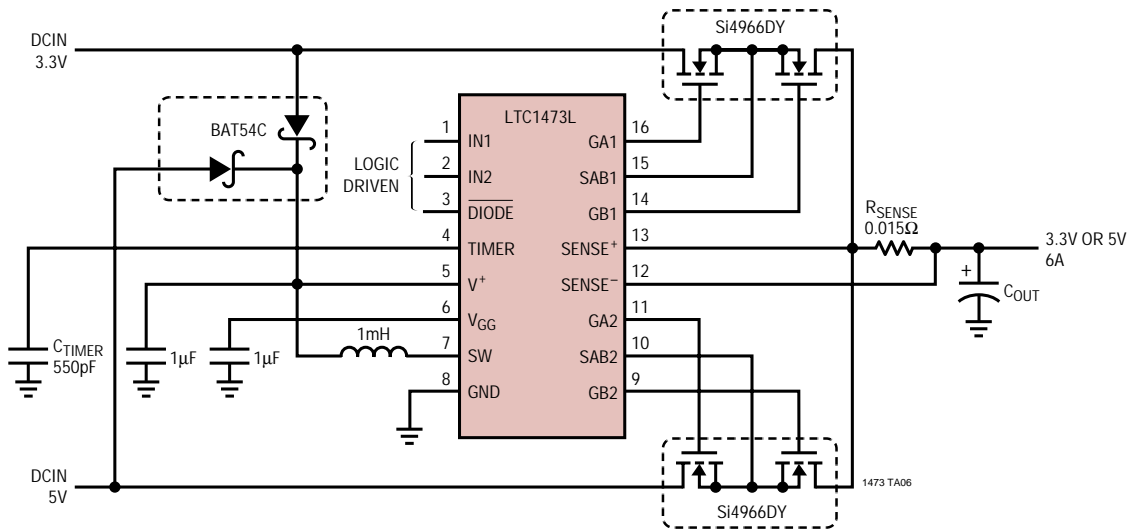 Si4966DY
DCIN
3.3V
BAT54C
LTC1473L
LOGIC
DRIVEN
1
IN1
2
IN2
3
DIODE
4
TIMER
5
V+
6
VGG
7
SW
8
GND
16
GA1
15
SAB1
14
GB1
13
SENSE+
12
SENSE−
11
GA2
10
SAB2
9
GB2
RSENSE
0.015Ω
3.3V OR 5V
6A
+
COUT
CTIMER
550pF
1µF
1µF
1mH
DCIN
5V
1473 TA06
Si4966DY